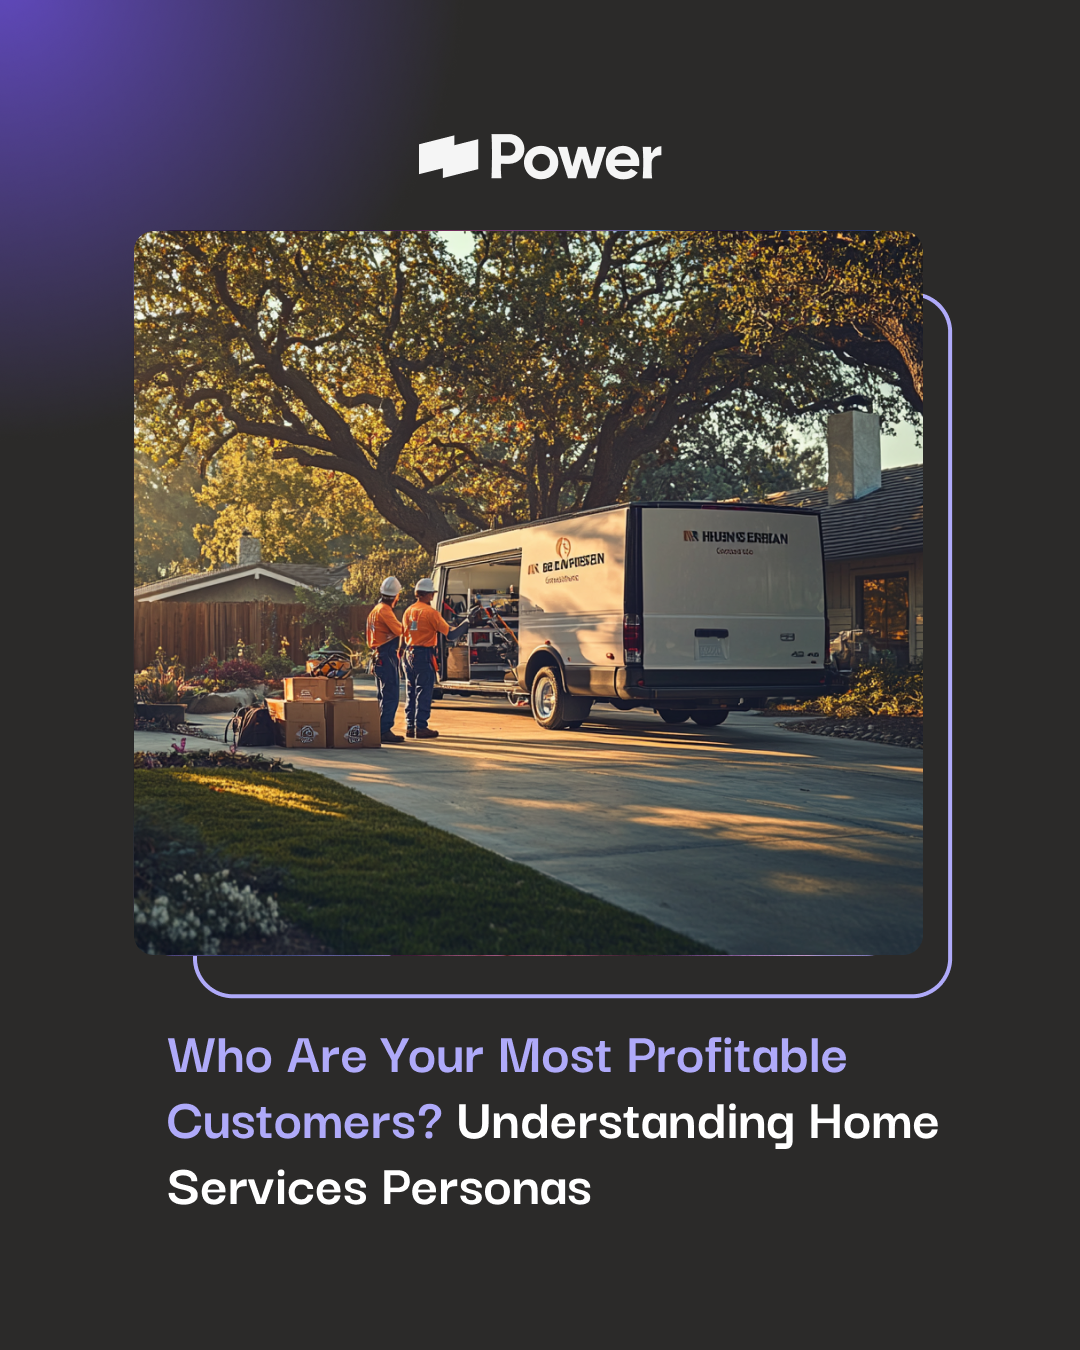 Power
Who Are Your Most Profitable
Customers? Understanding Home
Services Personas